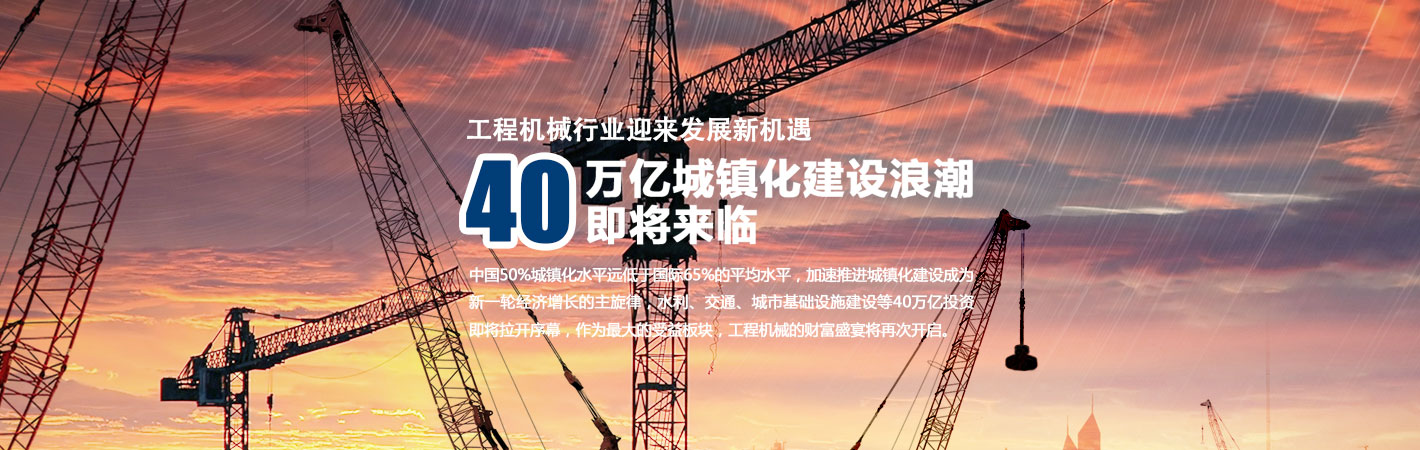 工程机械行业迎来发展新机遇
40万亿城镇化建设浪潮
即将来临
中国50%城镇化水平远低于国际65%的平均水平，加速推进城镇化建设成为
新一轮经济增长的主旋律，水利、交通、城市基础设施建设等40万亿投资
即将拉开序幕，作为最大的受益板块，工程机械的财富盛宴将再次开启。